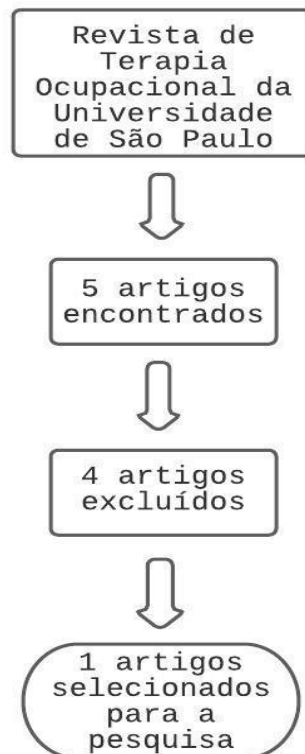 Revista de
Terapia
Ocupacional da
Universidade
de São Paulo
5 artigos
encontrados
4 artigos
excluídos
1 artigos
selecionados
para a
pesquisa